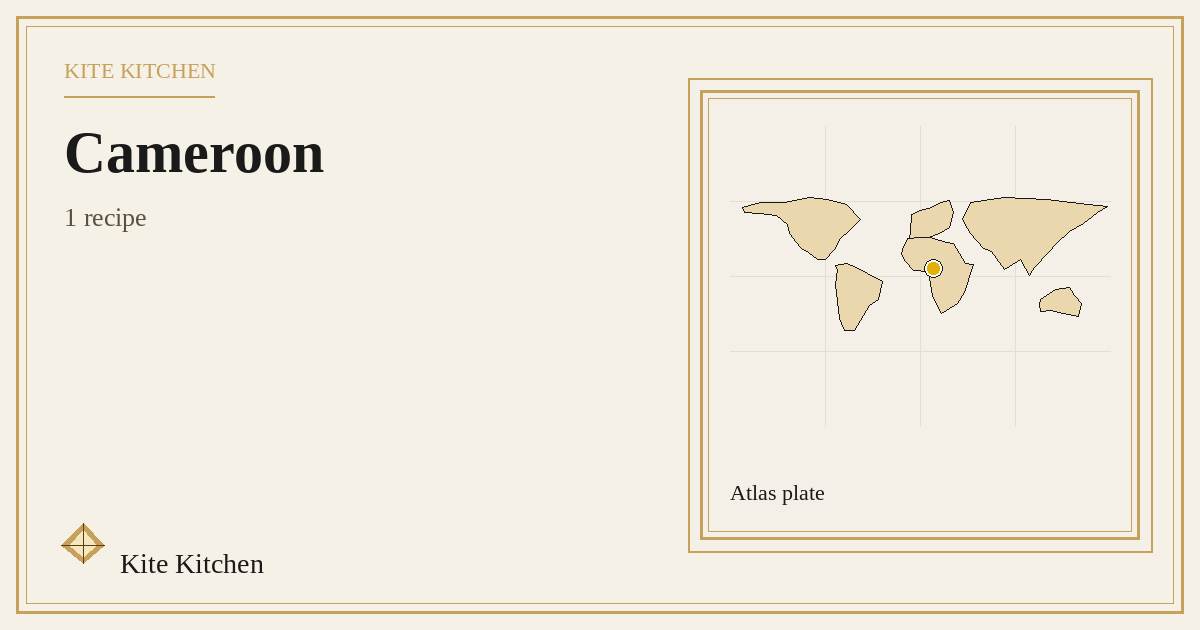 KITE KITCHEN
Cameroon
1 recipe
Atlas plate
Kite Kitchen